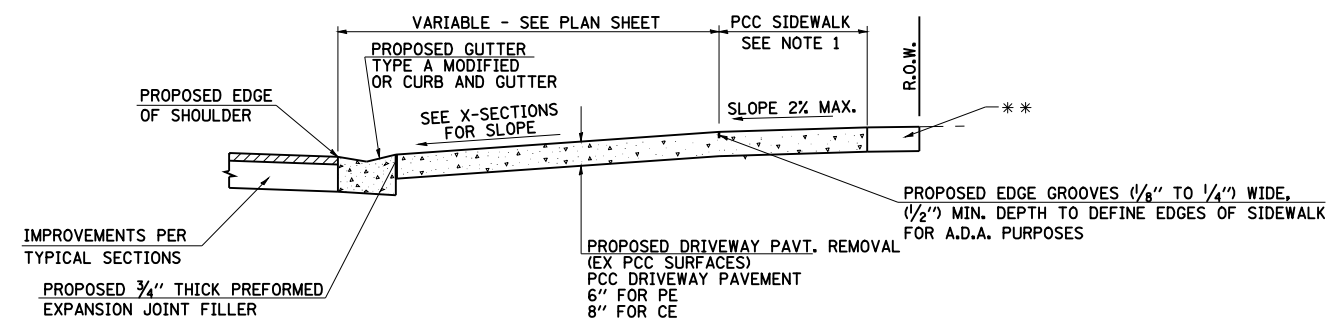 VARIABLE - SEE PLAN SHEET
PCC SIDEWALK
SEE NOTE 1
R.O.W.
PROPOSED GUTTER
TYPE A MODIFIED
OR CURB AND GUTTER
PROPOSED EDGE
OF SHOULDER
SEE X-SECTIONS
FOR SLOPE
SLOPE 2% MAX.
**
IMPROVEMENTS PER
TYPICAL SECTIONS
PROPOSED 3/4" THICK PREFORMED
EXPANSION JOINT FILLER
PROPOSED DRIVEWAY PAVT. REMOVAL
(EX PCC SURFACES)
PCC DRIVEWAY PAVEMENT
6" FOR PE
8" FOR CE
PROPOSED EDGE GROOVES (1/8" TO 1/4") WIDE,
(1/2") MIN. DEPTH TO DEFINE EDGES OF SIDEWALK
FOR A.D.A. PURPOSES